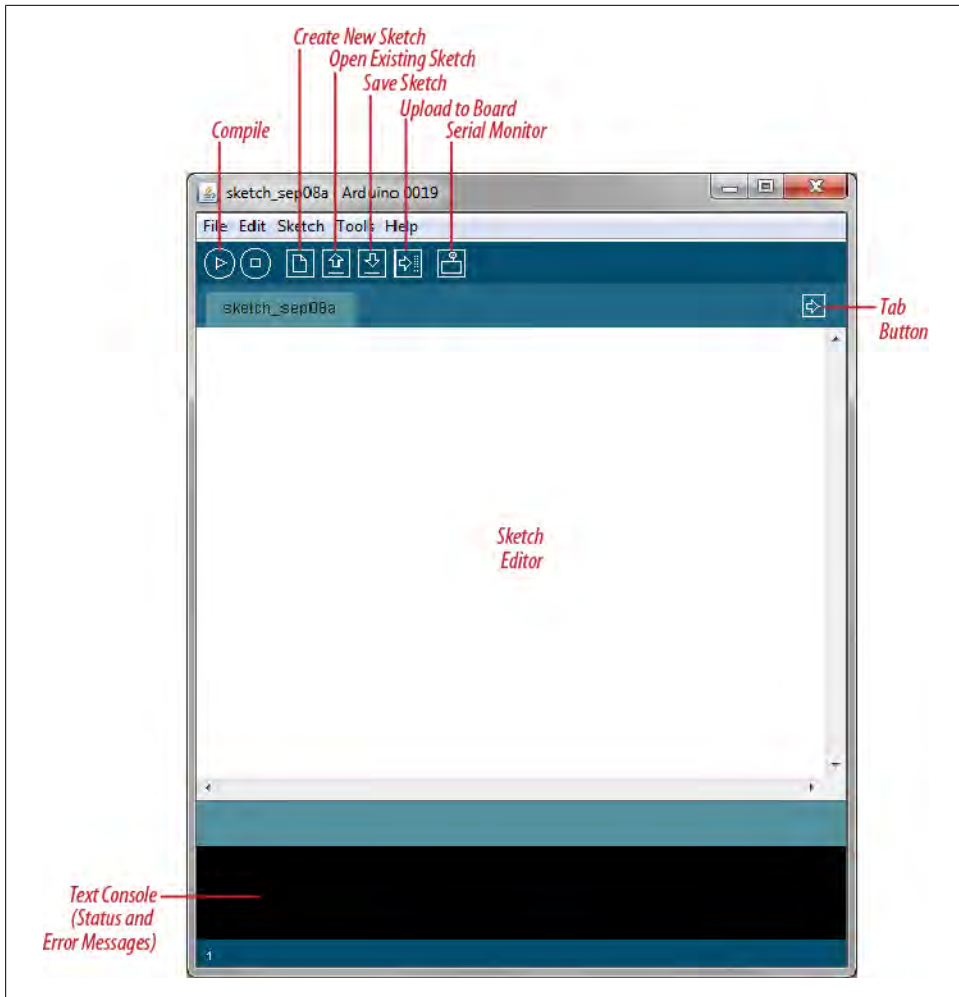 Create New Sketch
Open Existing Sketch
Save Sketch
Upload to Board
Compile
Serial Monitor
sketch_sep08a Arduino 0019
File Edit Sketch Tools Help
sketch_sep08a
Tab
Button
Sketch
Editor
Text Console
(Status and
Error Messages)
1